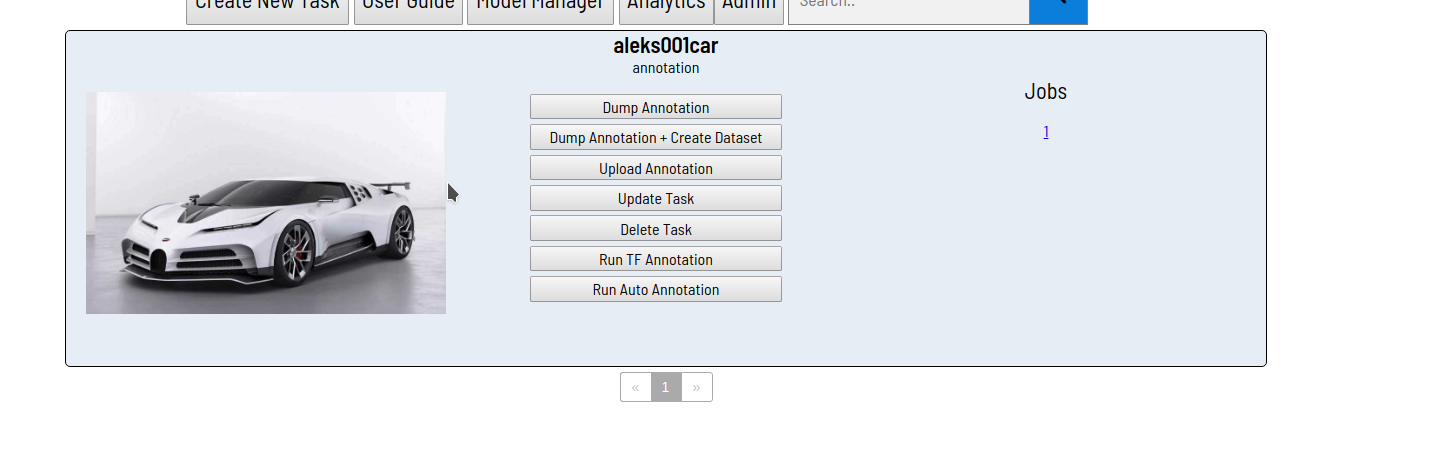 Create New Task User Guide Model Manager Analytics Admin Search..
aleks001car
annotation
Jobs
Dump Annotation
1
Dump Annotation + Create Dataset
Upload Annotation
Update Task
Delete Task
Run TF Annotation
Run Auto Annotation
« 1 »